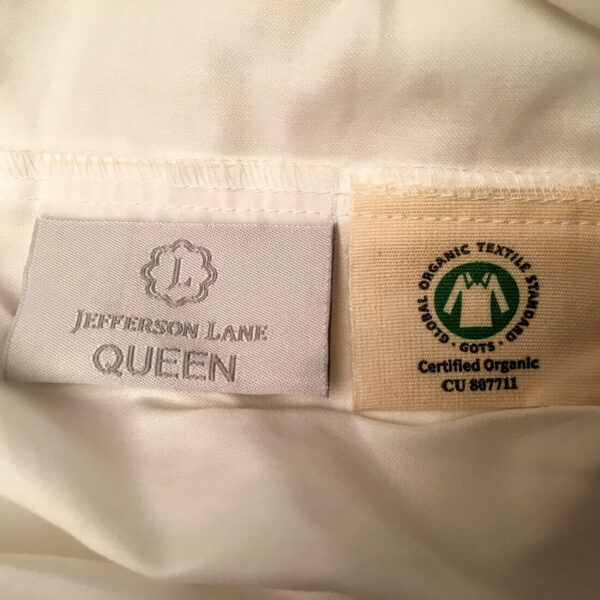 L
JEFFERSON LANE
QUEEN
GLOBAL ORGANIC TEXTILE STANDARD
· GOTS ·
Certified Organic
CU 807711